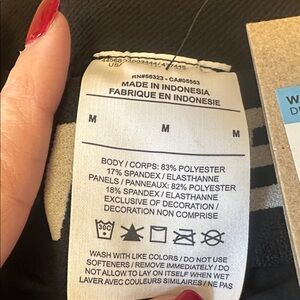 RN#56323 - CA#05553
MADE IN INDONESIA
FABRIQUE EN INDONESIE
M M M
BODY / CORPS: 83% POLYESTER
17% SPANDEX / ELASTHANNE
PANELS / PANNEAUX: 82% POLYESTER
18% SPANDEX / ELASTHANNE
EXCLUSIVE OF DECORATION /
DECORATION NON COMPRISE
30C
WASH WITH LIKE COLORS / DO NOT USE
SOFTENERS / REMOVE IMMEDIATELY / DO
NOT ALLOW TO LAY ON ITSELF WHEN WET
LAVER AVEC COULEURS SIMILAIRES / NE PAS